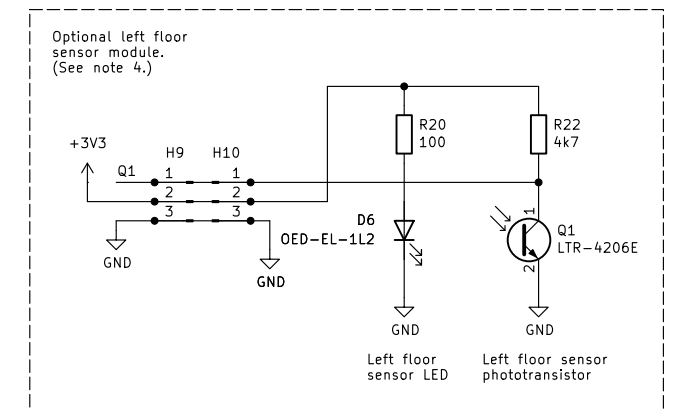 Optional left floor
sensor module.
(See note 4.)
+3V3
H9 H10
Q1 1 1
2 2
3 3
GND
GND
R20
100
R22
4k7
D6
OED-EL-1L2
1
Q1
LTR-4206E
2
GND
GND
Left floor
sensor LED
Left floor sensor
phototransistor